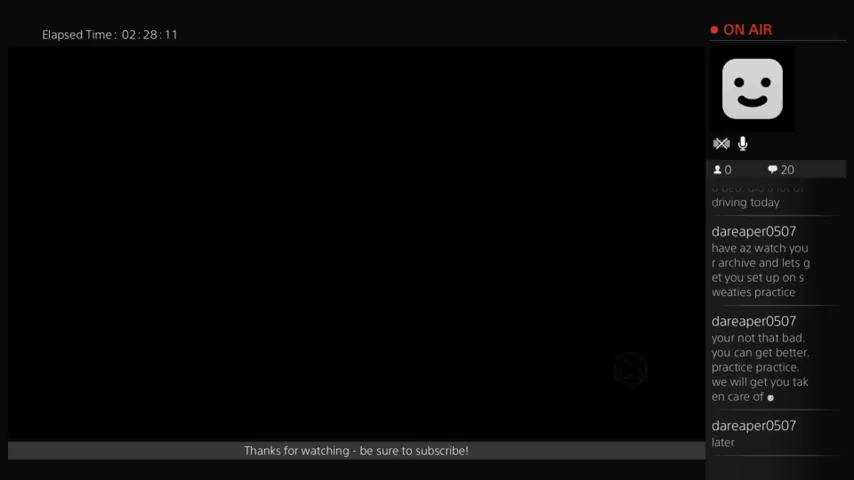 Elapsed Time: 02:28:11
ON AIR
0 20
driving today
dareaper0507
have az watch you
r archive and lets g
et you set up on s
weaties practice
dareaper0507
your not that bad.
you can get better.
practice practice.
we will get you tak
en care of
dareaper0507
later
Thanks for watching - be sure to subscribe!